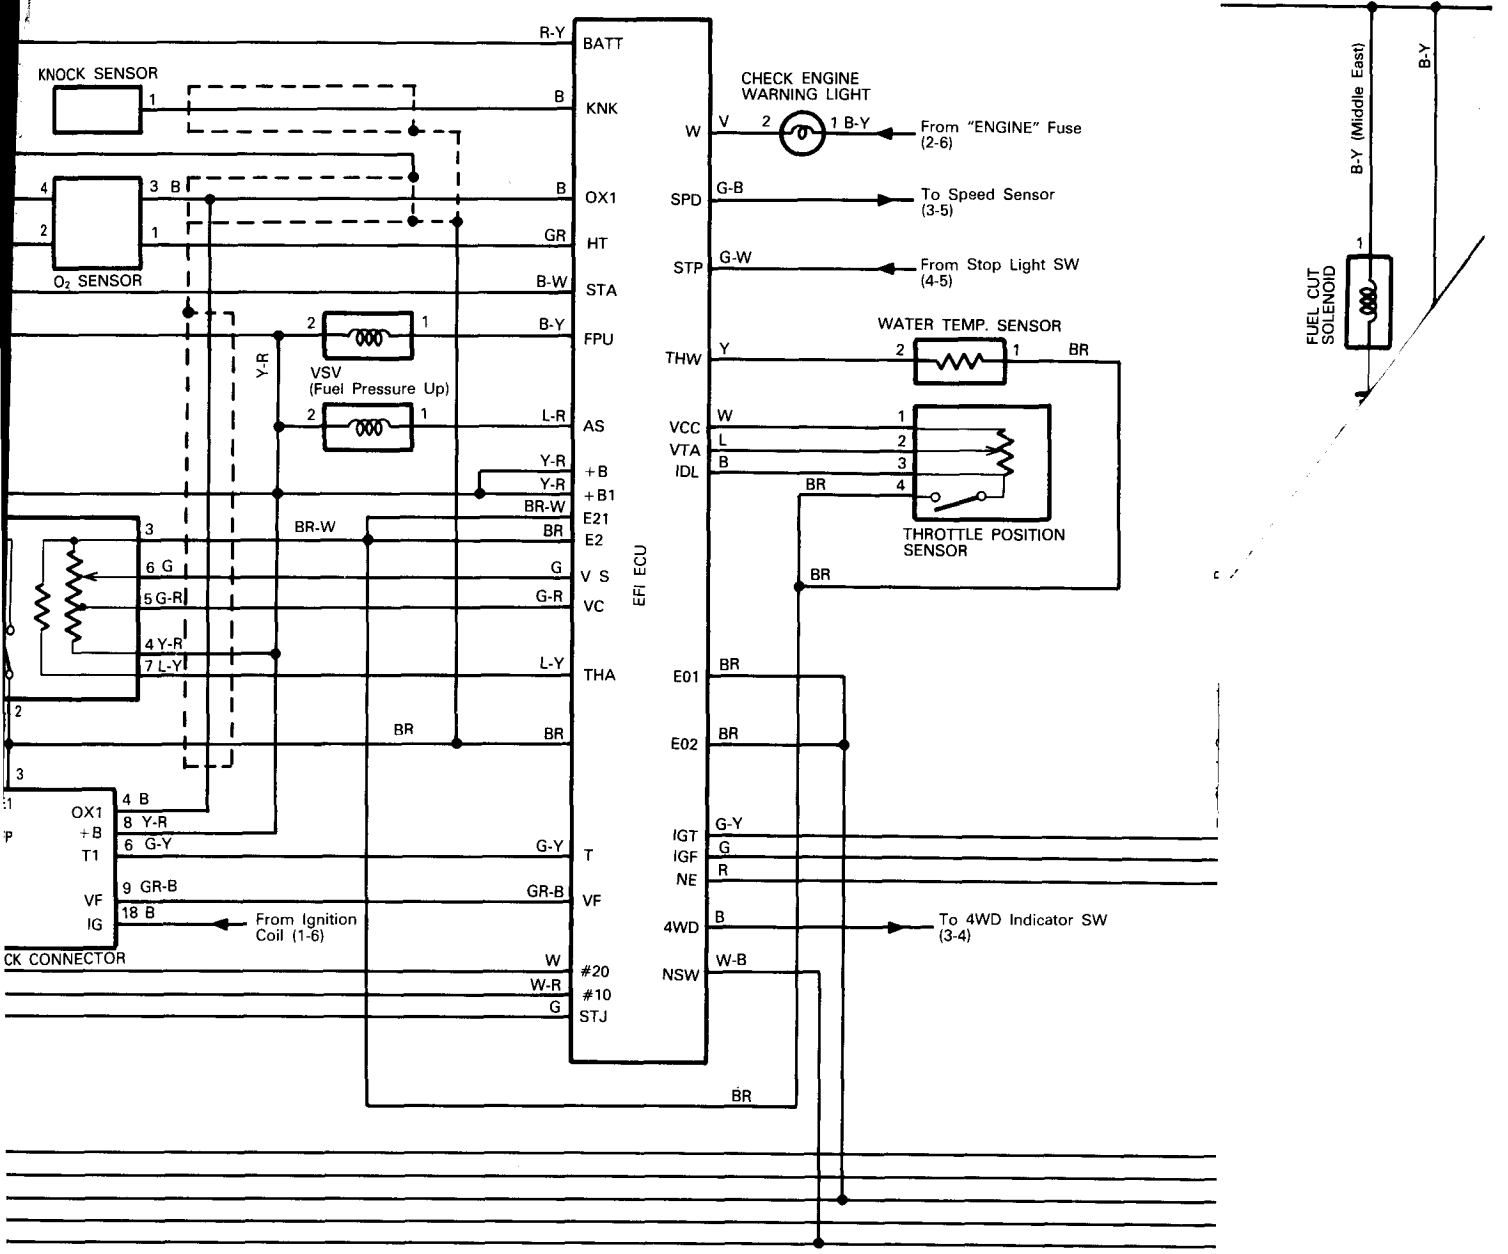 R-Y
BATT
KNOCK SENSOR
1
B
KNK
CHECK ENGINE
WARNING LIGHT
W
V
2
1 B-Y
From "ENGINE" Fuse
(2-6)
B-Y (Middle East)
B-Y
4
3 B
B
OX1
SPD
G-B
To Speed Sensor
(3-5)
2
1
GR
HT
O₂ SENSOR
STP
G-W
From Stop Light SW
(4-5)
1
FUEL CUT
SOLENOID
B-W
STA
2
1
B-Y
FPU
Y-R
VSV
(Fuel Pressure Up)
WATER TEMP. SENSOR
THW
Y
2
1
BR
2
1
L-R
AS
VCC
W
1
VTA
L
2
IDL
B
3
BR
4
THROTTLE POSITION
SENSOR
Y-R
+B
Y-R
+B1
BR-W
E21
3
BR-W
BR
E2
EFI ECU
6 G
G
V S
BR
5 G-R
G-R
VC
4 Y-R
7 L-Y
L-Y
THA
E01
BR
2
BR
BR
E02
BR
3
E1
OX1
4 B
+B
8 Y-R
T1
6 G-Y
G-Y
T
IGT
G-Y
IGF
G
NE
R
VF
9 GR-B
GR-B
VF
IG
18 B
From Ignition
Coil (1-6)
4WD
B
To 4WD Indicator SW
(3-4)
CK CONNECTOR
W
#20
NSW
W-B
W-R
#10
G
STJ
BR